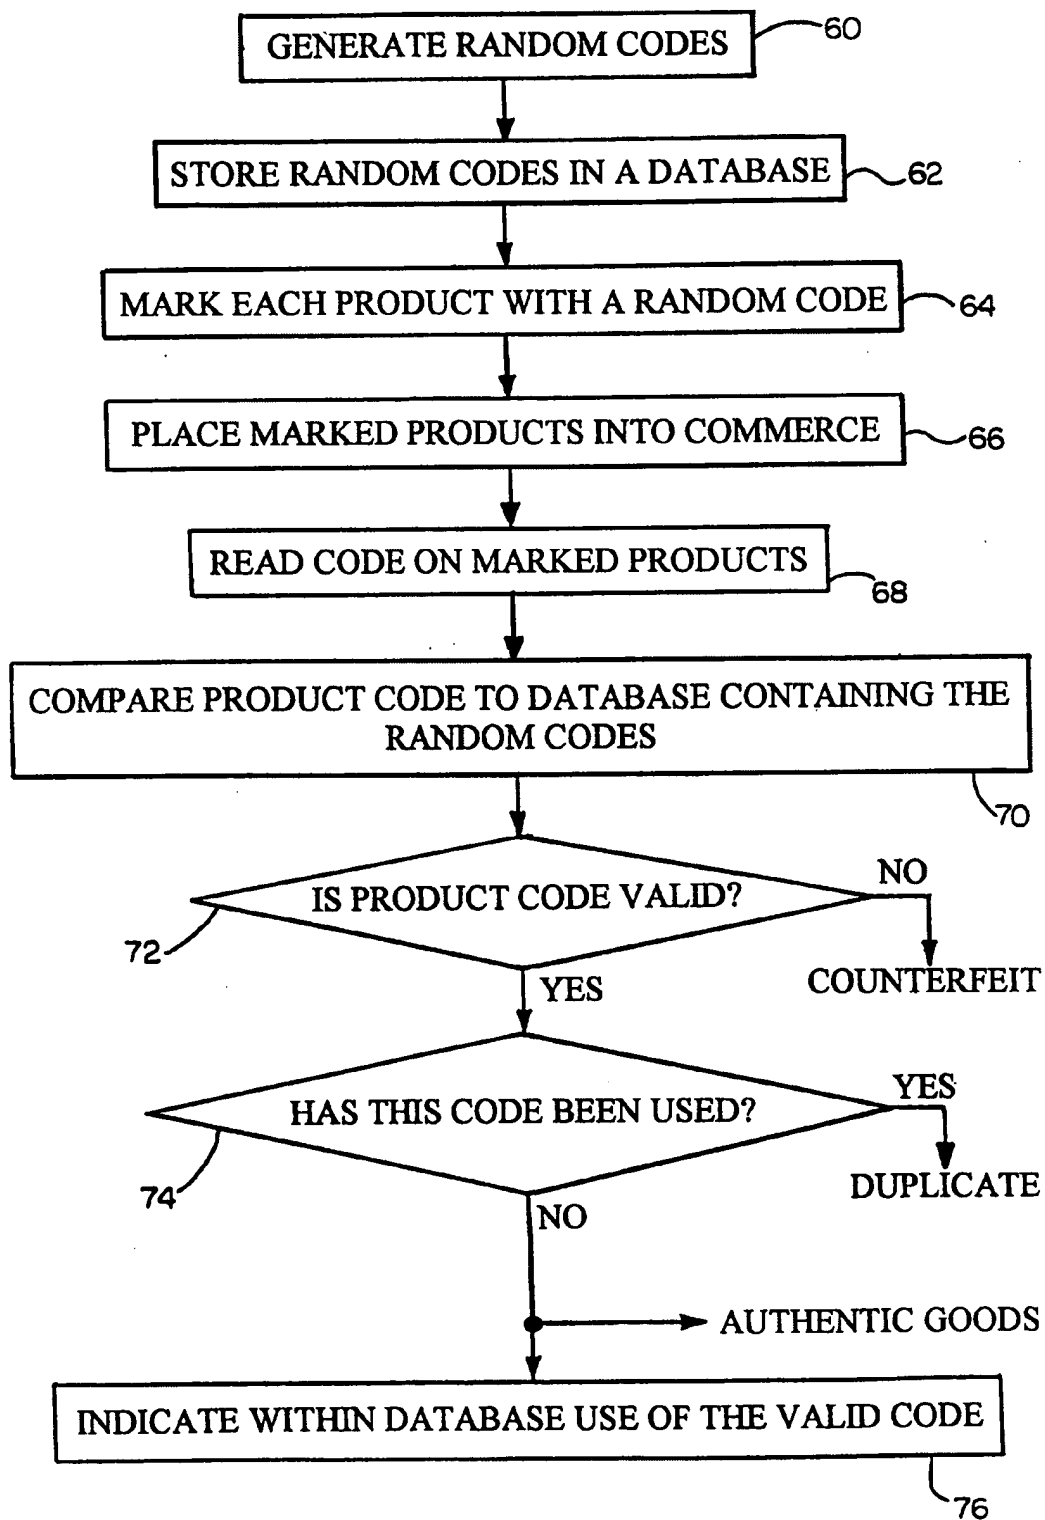 GENERATE RANDOM CODES
60
STORE RANDOM CODES IN A DATABASE
62
MARK EACH PRODUCT WITH A RANDOM CODE
64
PLACE MARKED PRODUCTS INTO COMMERCE
66
READ CODE ON MARKED PRODUCTS
68
COMPARE PRODUCT CODE TO DATABASE CONTAINING THE
RANDOM CODES
70
IS PRODUCT CODE VALID?
NO
72
COUNTERFEIT
YES
HAS THIS CODE BEEN USED?
YES
74
DUPLICATE
NO
AUTHENTIC GOODS
INDICATE WITHIN DATABASE USE OF THE VALID CODE
76